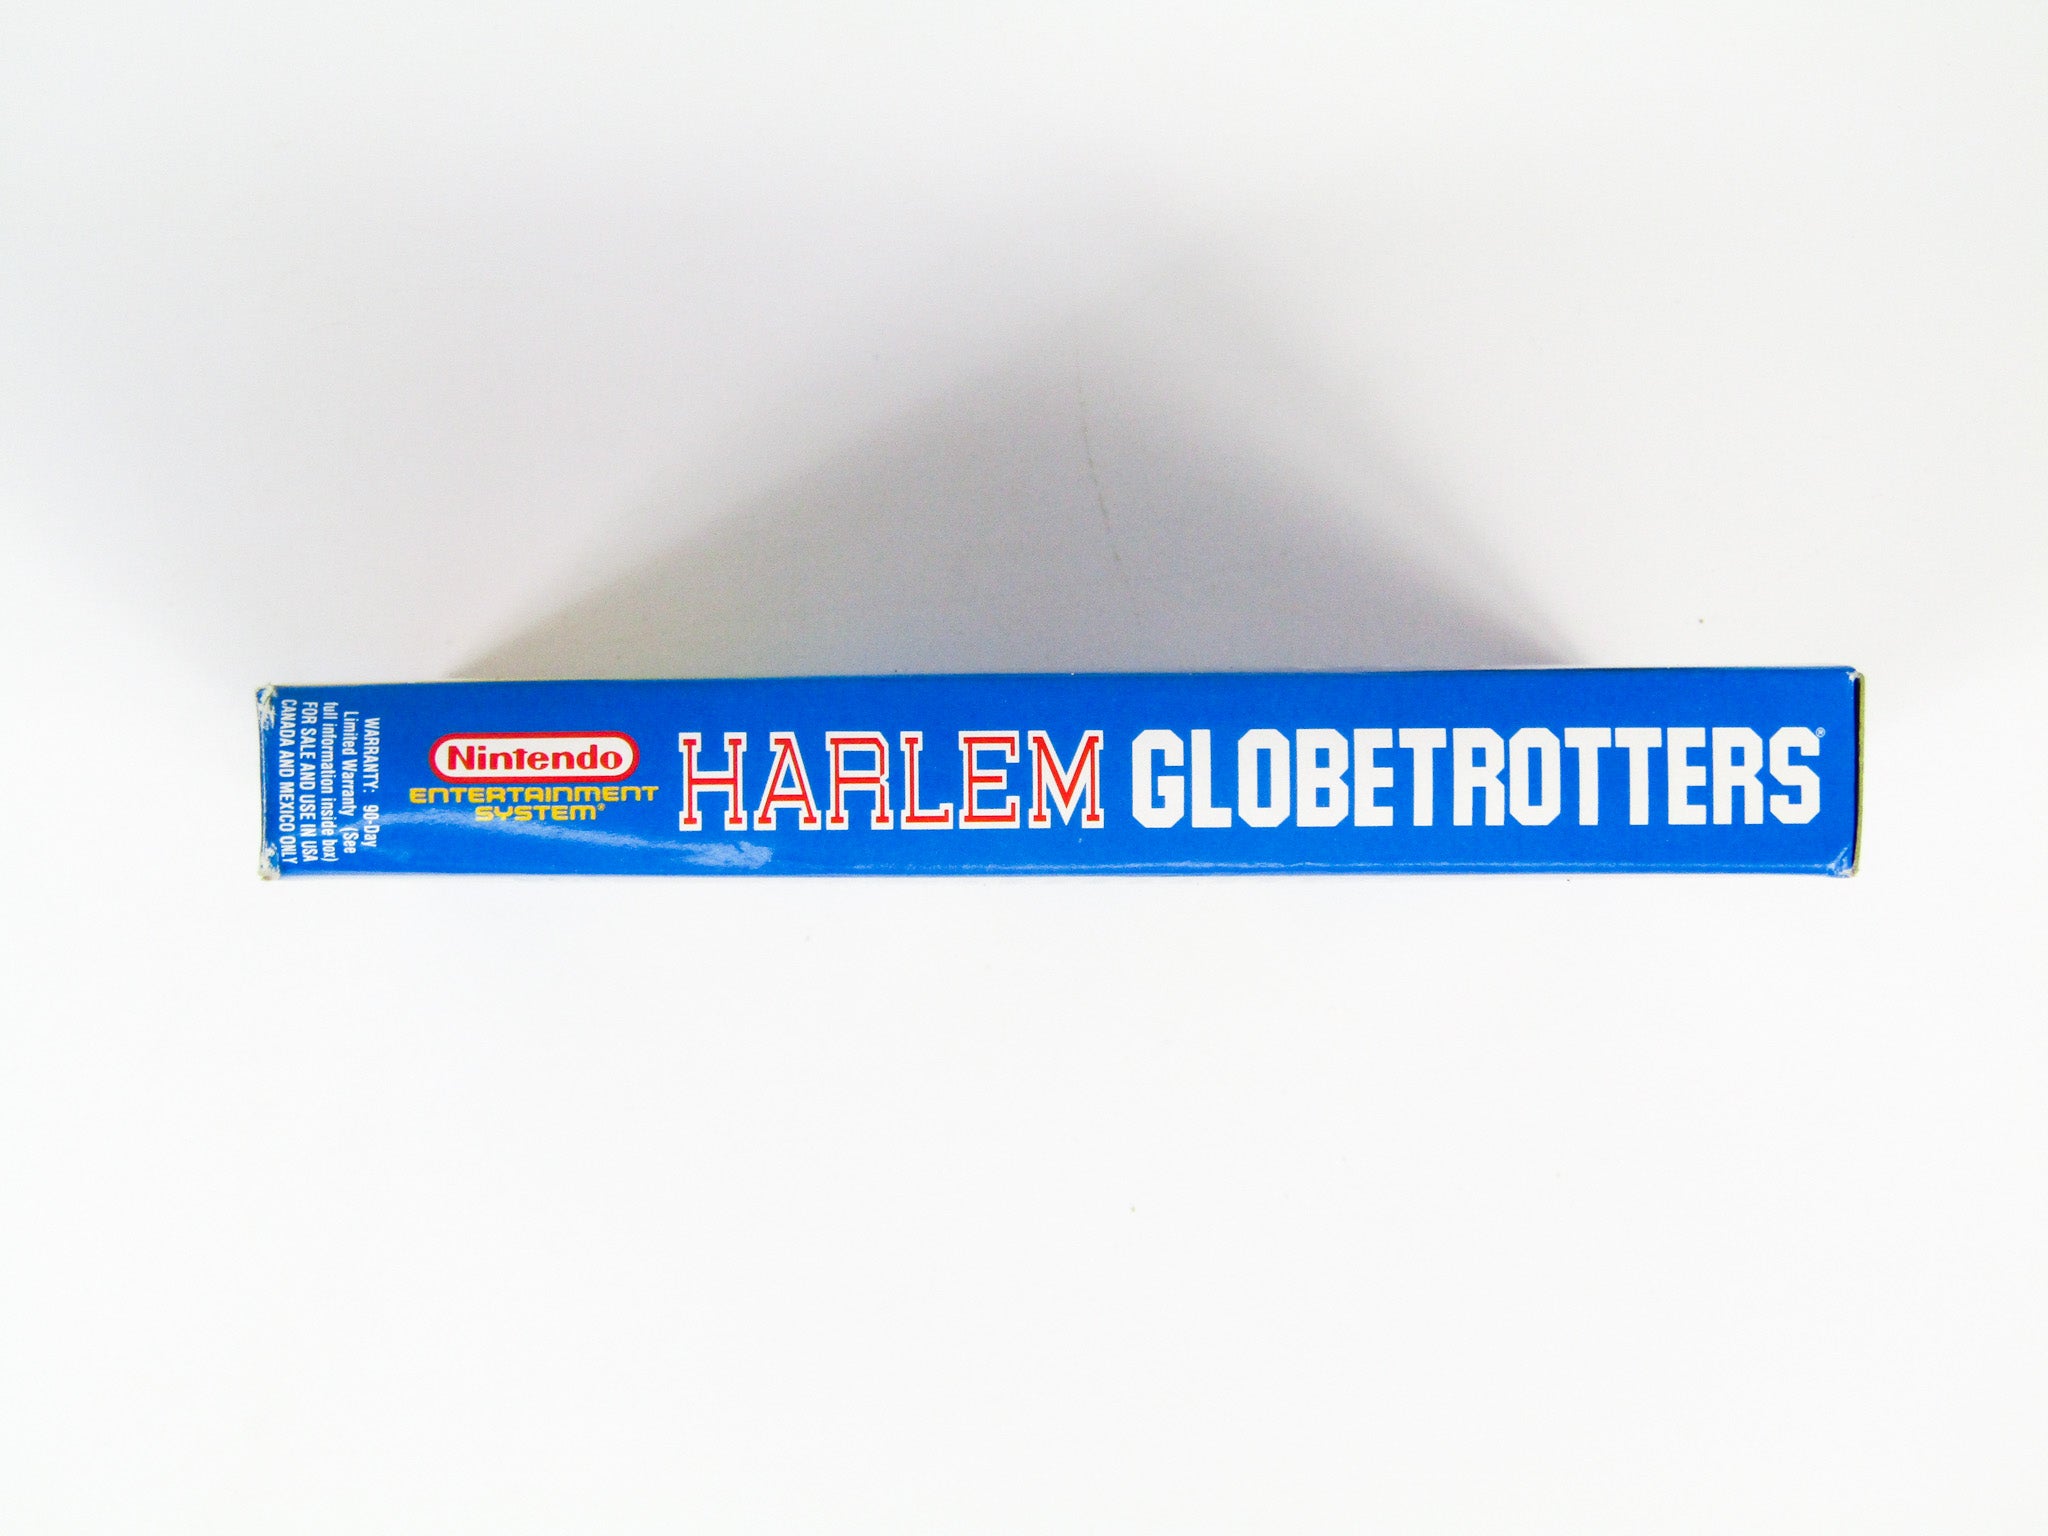 WARRANTY: 90-Day
Limited Warranty (See
full information inside box)
FOR SALE AND USE IN USA
CANADA AND MEXICO ONLY
Nintendo
ENTERTAINMENT
SYSTEM®
HARLEM GLOBETROTTERS®